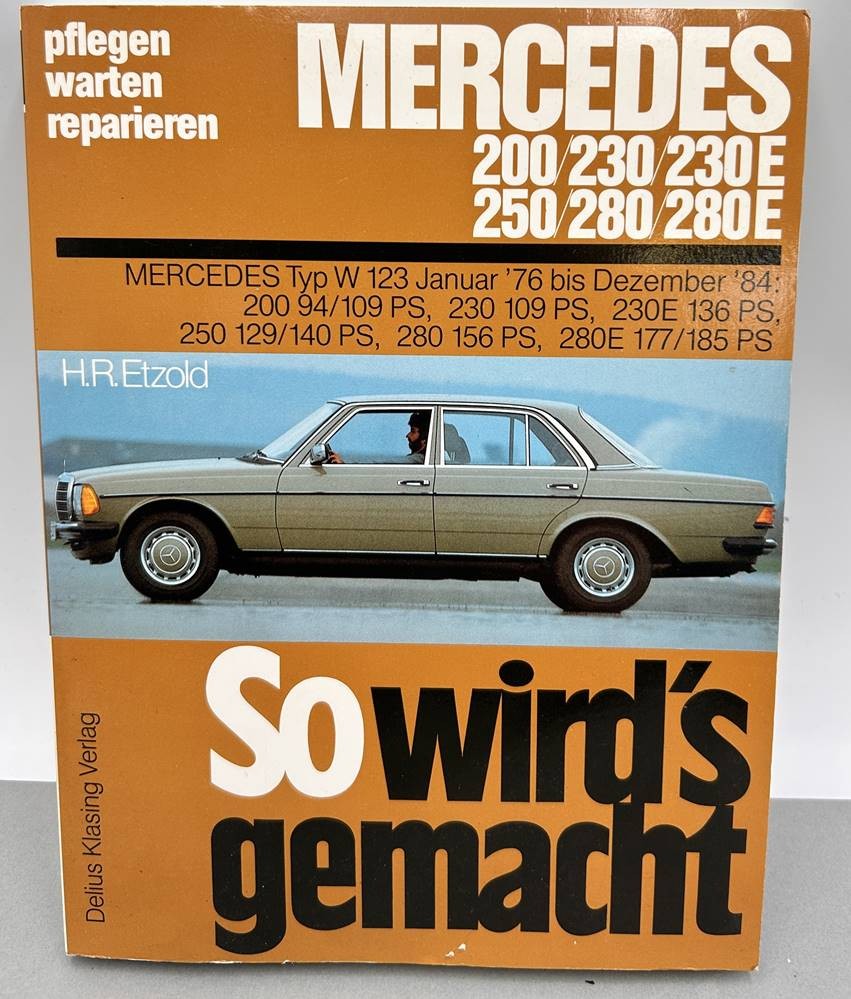 pflegen
warten
reparieren
MERCEDES
200/230/230E
250/280/280E
MERCEDES Typ W 123 Januar '76 bis Dezember '84:
200 94/109 PS, 230 109 PS, 230E 136 PS,
250 129/140 PS, 280 156 PS, 280E 177/185 PS
H.R. Etzold
So wird's
gemacht
Delius Klasing Verlag